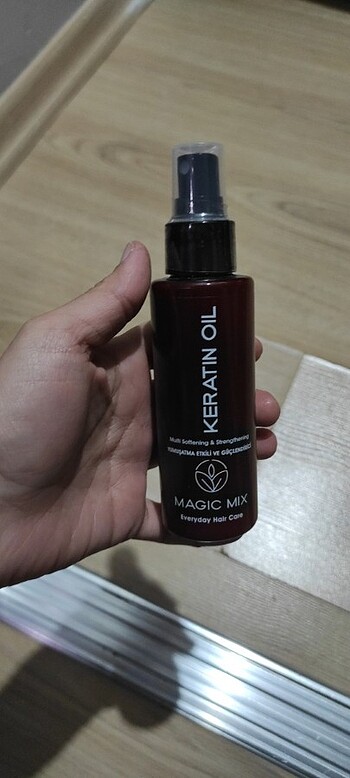 KERATIN OIL
Multi Softening & Strengthening
YUMUŞATMA ETKİLİ VE GÜÇLENDİRİCİ
MAGIC MIX
Everyday Hair Care